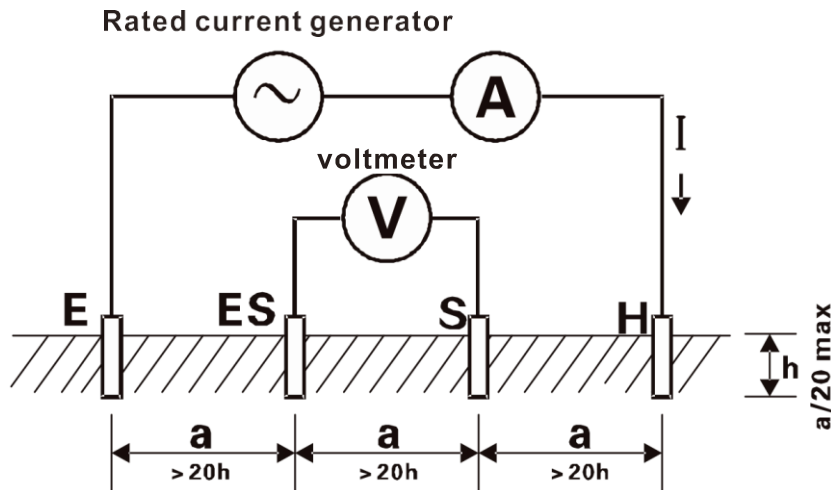 Rated current generator
A
I
voltmeter
V
E ES S H
h
a/20 max
a a a
>20h >20h >20h